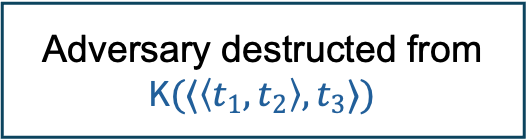 Adversary destructed from
K(⟨⟨t₁, t₂⟩, t₃⟩)